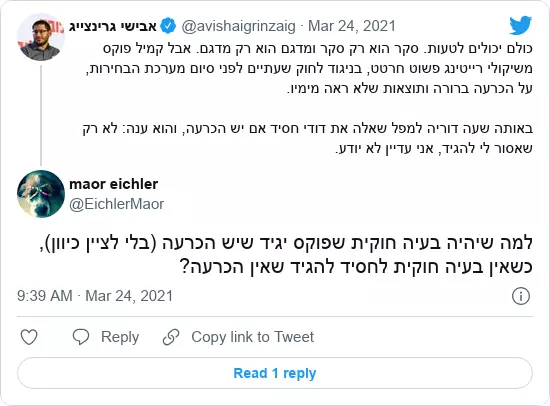 אבישי גרינצייג @avishaigrinzaig · Mar 24, 2021
כולם יכולים לטעות. סקר הוא רק סקר ומדגם הוא רק מדגם. אבל קמיל פוקס
משיקולי רייטינג פשוט חרטט, בניגוד לחוק שעתיים לפני סיום מערכת הבחירות,
על הכרעה ברורה ותוצאות שלא ראה מימיו.
באותה שעה דוריה למפל שאלה את דודי חסיד אם יש הכרעה, והוא ענה: לא רק
שאסור לי להגיד, אני עדיין לא יודע.
maor eichler
@EichlerMaor
למה שיהיה בעיה חוקית שפוקס יגיד שיש הכרעה (בלי לציין כיוון),
כשאין בעיה חוקית לחסיד להגיד שאין הכרעה?
9:39 AM · Mar 24, 2021
Reply
Copy link to Tweet
Read 1 reply